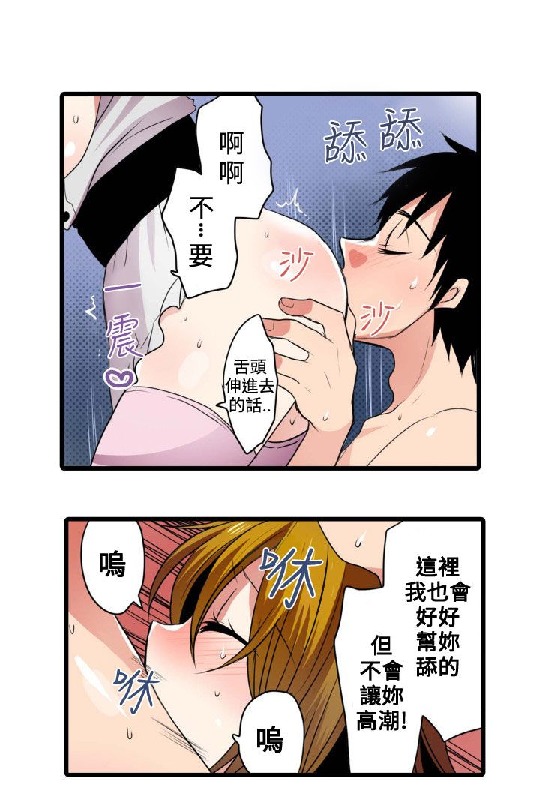 舔舔
啊啊
不…要
沙
沙
一震♡
舌頭
伸進去
的話..
這裡
我也會
好好
幫妳
舔的
但
不會
讓妳
高潮!
咻
嗚
咻
嗚